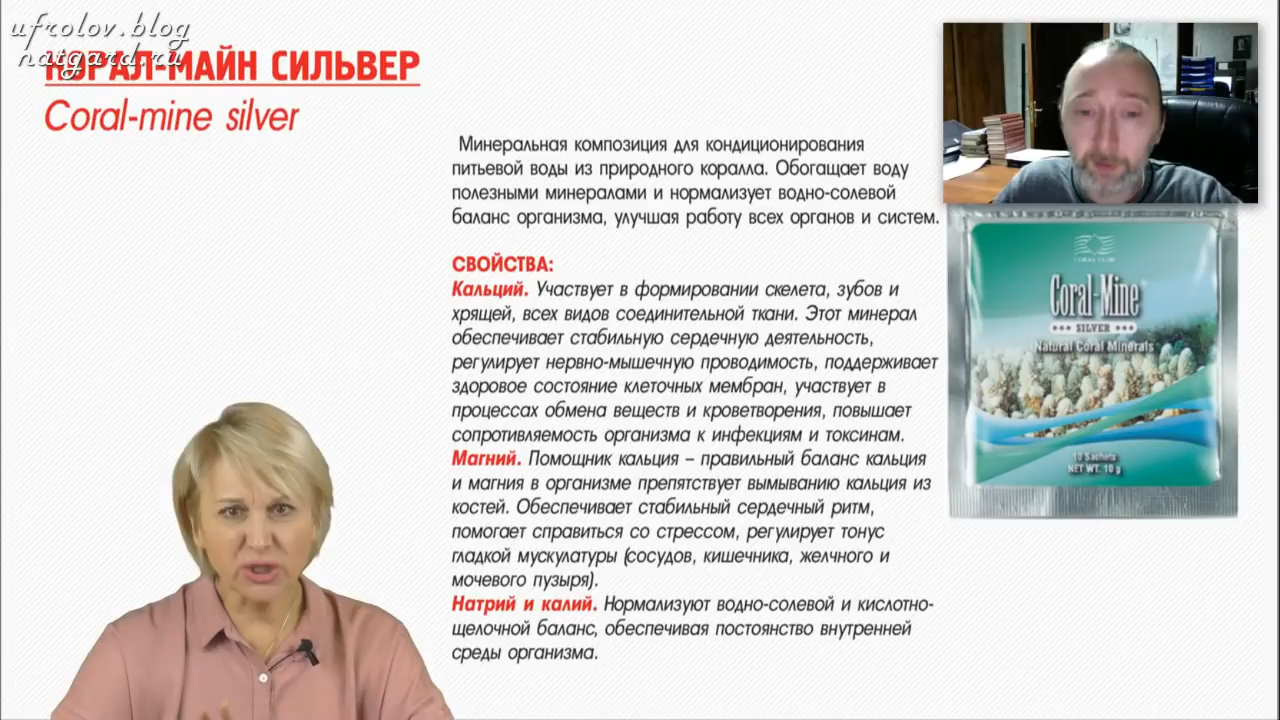 ufrolov.blog
natgard.ru
КОРАЛ-МАЙН СИЛЬВЕР
Coral-mine silver
Минеральная композиция для кондиционирования
питьевой воды из природного коралла. Обогащает воду
полезными минералами и нормализует водно-солевой
баланс организма, улучшая работу всех органов и систем.
СВОЙСТВА:
Кальций. Участвует в формировании скелета, зубов и
хрящей, всех видов соединительной ткани. Этот минерал
обеспечивает стабильную сердечную деятельность,
регулирует нервно-мышечную проводимость, поддерживает
здоровое состояние клеточных мембран, участвует в
процессах обмена веществ и кроветворения, повышает
сопротивляемость организма к инфекциям и токсинам.
Магний. Помощник кальция – правильный баланс кальция
и магния в организме препятствует вымыванию кальция из
костей. Обеспечивает стабильный сердечный ритм,
помогает справиться со стрессом, регулирует тонус
гладкой мускулатуры (сосудов, кишечника, желчного и
мочевого пузыря).
Натрий и калий. Нормализуют водно-солевой и кислотно-
щелочной баланс, обеспечивая постоянство внутренней
среды организма.
CORAL CLUB
Coral-Mine
SILVER
Natural Coral Minerals
10 Sachets
NET WT. 10 g